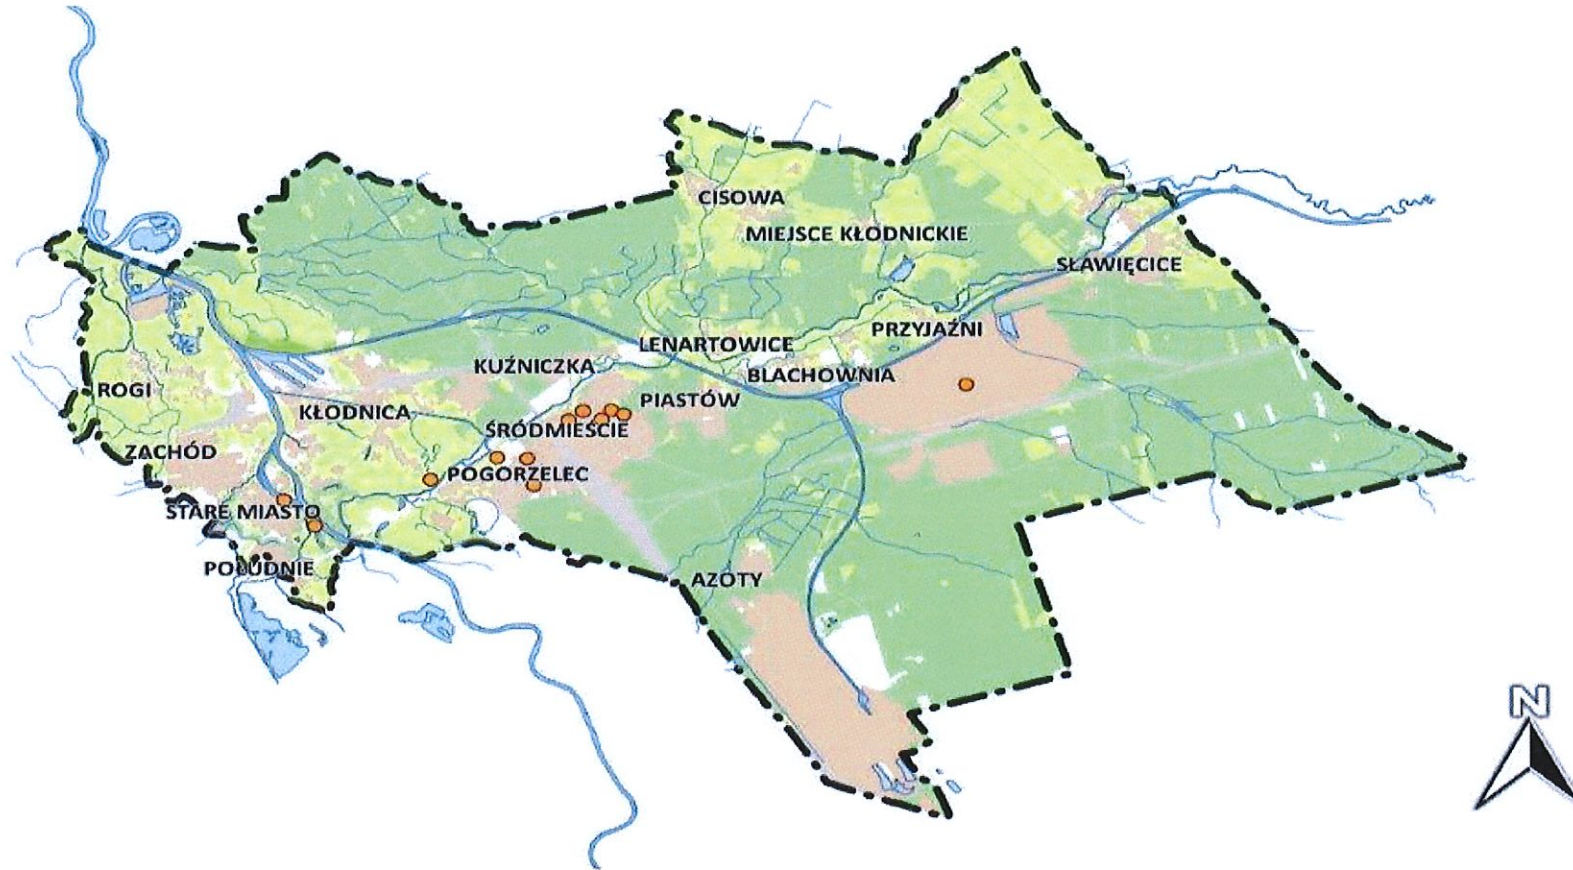 CISOWA
MIEJSCE KŁODNICKIE
SŁAWIĘCICE
PRZYJAŹNI
LENARTOWICE
KUŹNICZKA
BLACHOWNIA
ROGI
PIASTÓW
KŁODNICA
ŚRÓDMIEŚCIE
ZACHÓD
POGORZELEC
STARE MIASTO
POŁUDNIE
AZOTY
N